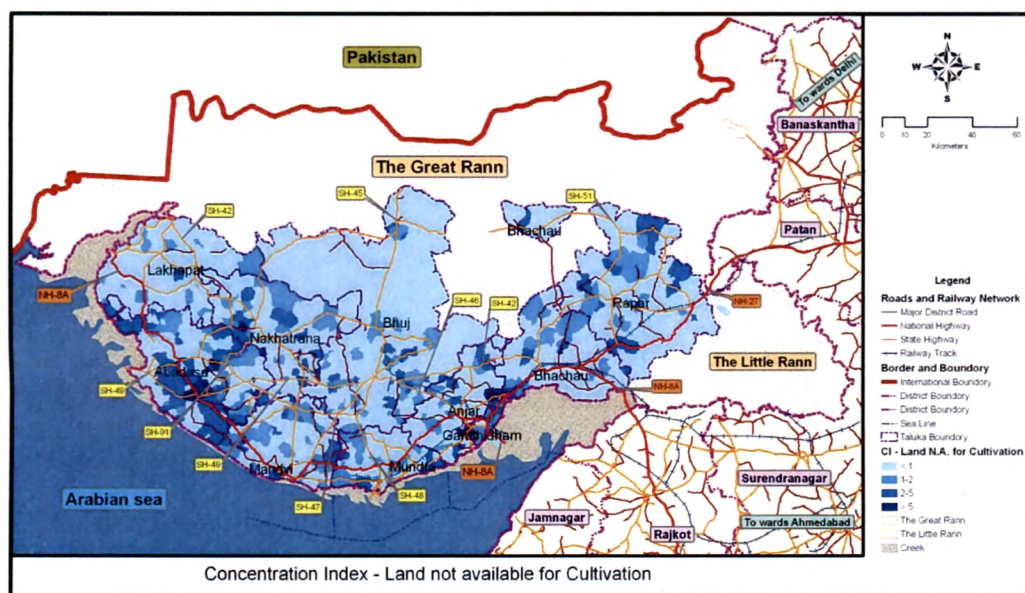 Pakistan
The Great Rann
SH-45
SH-51
SH-42
Bhachau
Lakhapat
NH-8A
SH-46
SH-42
Rapar
NH-27
Bhuj
Nakhatrana
The Little Rann
SH-49
Bhachau
NH-8A
Anjar
SH-91
Gandhidham
SH-49
Mandvi
Mundra
NH-8A
Arabian sea
SH-47
SH-48
To wards Delhi
Banaskantha
Patan
Surendranagar
Jamnagar
Rajkot
To wards Ahmedabad
N
W
E
S
0 10 20 40 60
Kilometers
Legend
Roads and Railway Network
Major District Road
National Highway
State Highway
Railway Track
Border and Boundary
International Boundary
District Boundary
District Boundary
Sea Line
Taluka Boundary
CI - Land N.A. for Cultivation
< 1
1-2
2-5
> 5
The Great Rann
The Little Rann
Creek
Concentration Index - Land not available for Cultivation